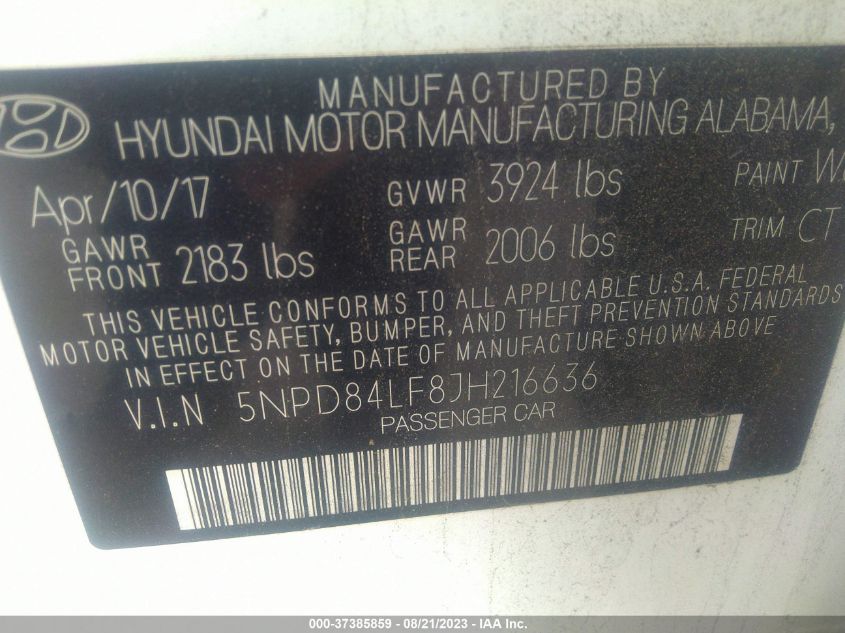 MANUFACTURED BY
HYUNDAI MOTOR MANUFACTURING ALABAMA,
Apr/10/17 GVWR 3924 lbs PAINT
GAWR FRONT 2183 lbs GAWR REAR 2006 lbs TRIM CT
THIS VEHICLE CONFORMS TO ALL APPLICABLE U.S.A. FEDERAL
MOTOR VEHICLE SAFETY, BUMPER, AND THEFT PREVENTION STANDARDS
IN EFFECT ON THE DATE OF MANUFACTURE SHOWN ABOVE
V.I.N 5NPD84LF8JH216636
PASSENGER CAR
000-37385859 - 08/21/2023 - IAA Inc.